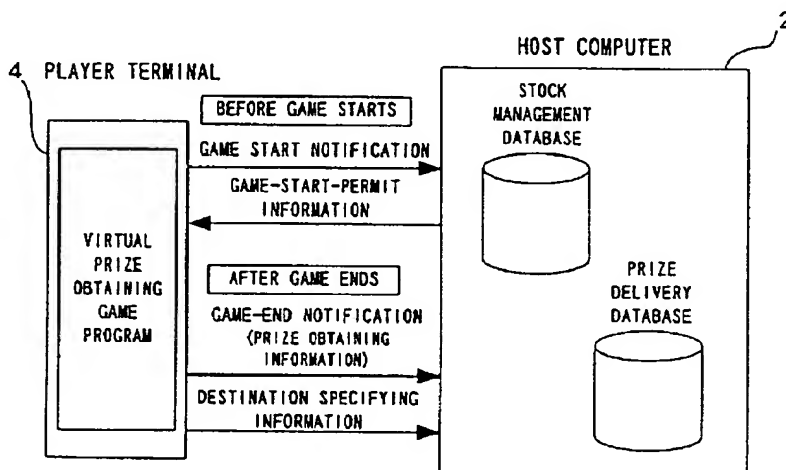 2
HOST COMPUTER
4 PLAYER TERMINAL
BEFORE GAME STARTS
GAME START NOTIFICATION
GAME-START-PERMIT
INFORMATION
AFTER GAME ENDS
GAME-END NOTIFICATION
(PRIZE OBTAINING
INFORMATION)
DESTINATION SPECIFYING
INFORMATION
VIRTUAL
PRIZE
OBTAINING
GAME
PROGRAM
STOCK
MANAGEMENT
DATABASE
PRIZE
DELIVERY
DATABASE